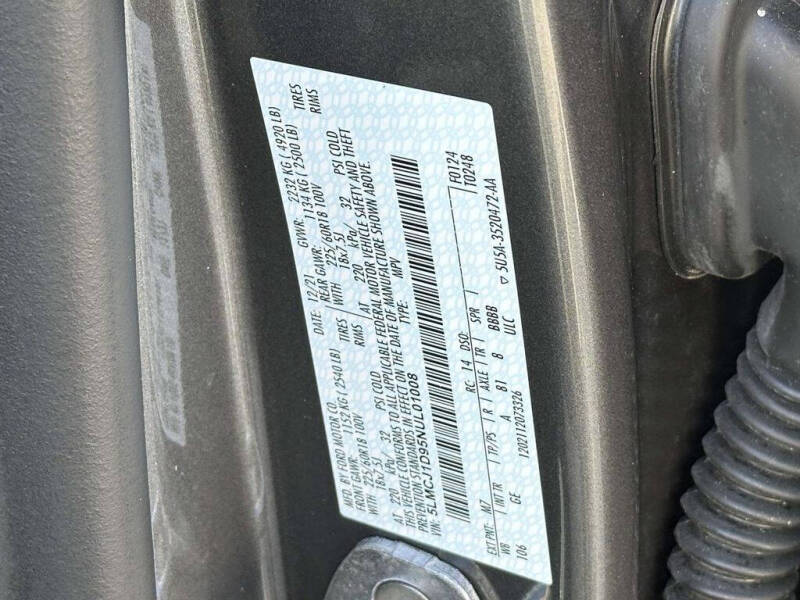 MFD. BY FORD MOTOR CO.
DATE: 12/21 GVWR: 2232 KG ( 4920 LB)
FRONT GAWR: 1152 KG ( 2540 LB) REAR GAWR: 1134 KG ( 2500 LB)
WITH 225/60R18 100V TIRES WITH 225/60R18 100V TIRES
18x7.5J RIMS 18x7.5J RIMS
AT 220 kPa/ 32 PSI COLD AT 220 kPa/ 32 PSI COLD
THIS VEHICLE CONFORMS TO ALL APPLICABLE FEDERAL MOTOR VEHICLE SAFETY AND THEFT
PREVENTION STANDARDS IN EFFECT ON THE DATE OF MANUFACTURE SHOWN ABOVE.
VIN: 5LMCJ1D95NUL01008 TYPE: MPV
F0124
T0248
EXT PNT: M7 RC: 14 DSO:
WB INT TR TP/PS R AXLE TR SPR
106 GE A B1 8 BBBB
1202112073326 ULC 5U5A-3520472-AA